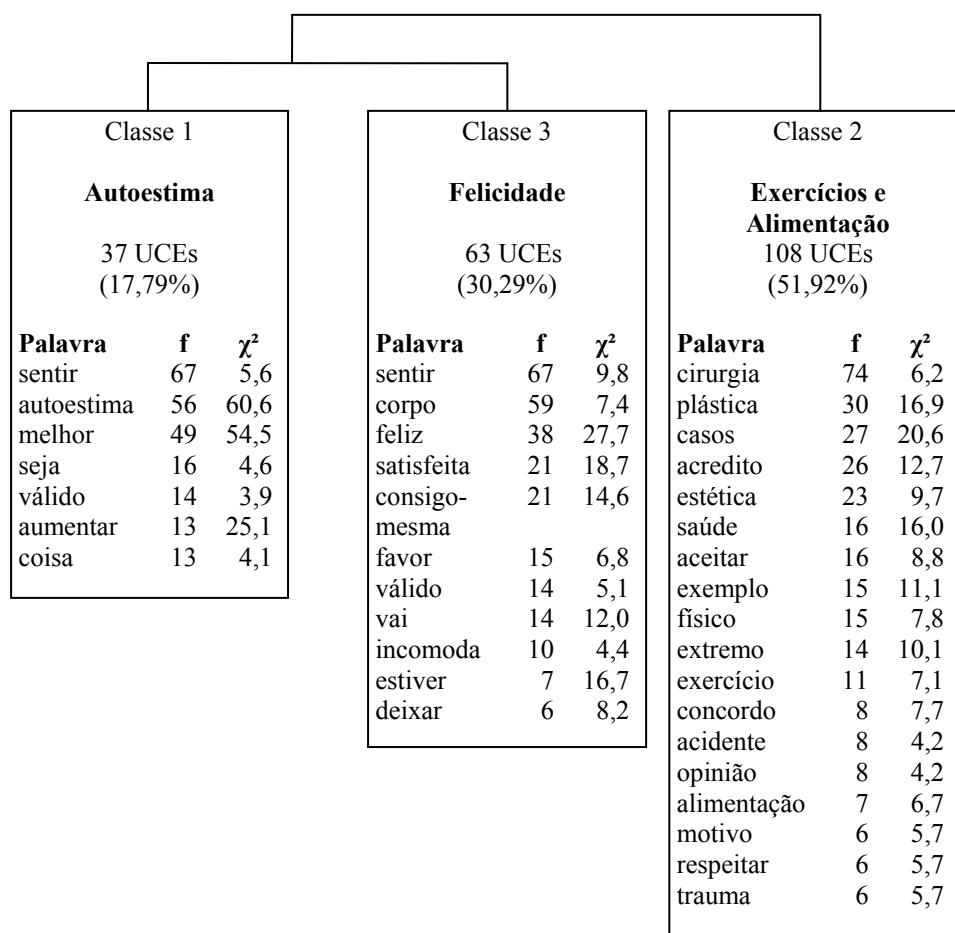 Classe 1
Autoestima
37 UCEs
(17,79%)
Palavra f χ²
sentir 67 5,6
autoestima 56 60,6
melhor 49 54,5
seja 16 4,6
válido 14 3,9
aumentar 13 25,1
coisa 13 4,1
Classe 3
Felicidade
63 UCEs
(30,29%)
Palavra f χ²
sentir 67 9,8
corpo 59 7,4
feliz 38 27,7
satisfeita 21 18,7
consigo- 21 14,6
mesma
favor 15 6,8
válido 14 5,1
vai 14 12,0
incomoda 10 4,4
estiver 7 16,7
deixar 6 8,2
Classe 2
Exercícios e
Alimentação
108 UCEs
(51,92%)
Palavra f χ²
cirurgia 74 6,2
plástica 30 16,9
casos 27 20,6
acredito 26 12,7
estética 23 9,7
saúde 16 16,0
aceitar 16 8,8
exemplo 15 11,1
físico 15 7,8
extremo 14 10,1
exercício 11 7,1
concordo 8 7,7
acidente 8 4,2
opinião 8 4,2
alimentação 7 6,7
motivo 6 5,7
respeitar 6 5,7
trauma 6 5,7